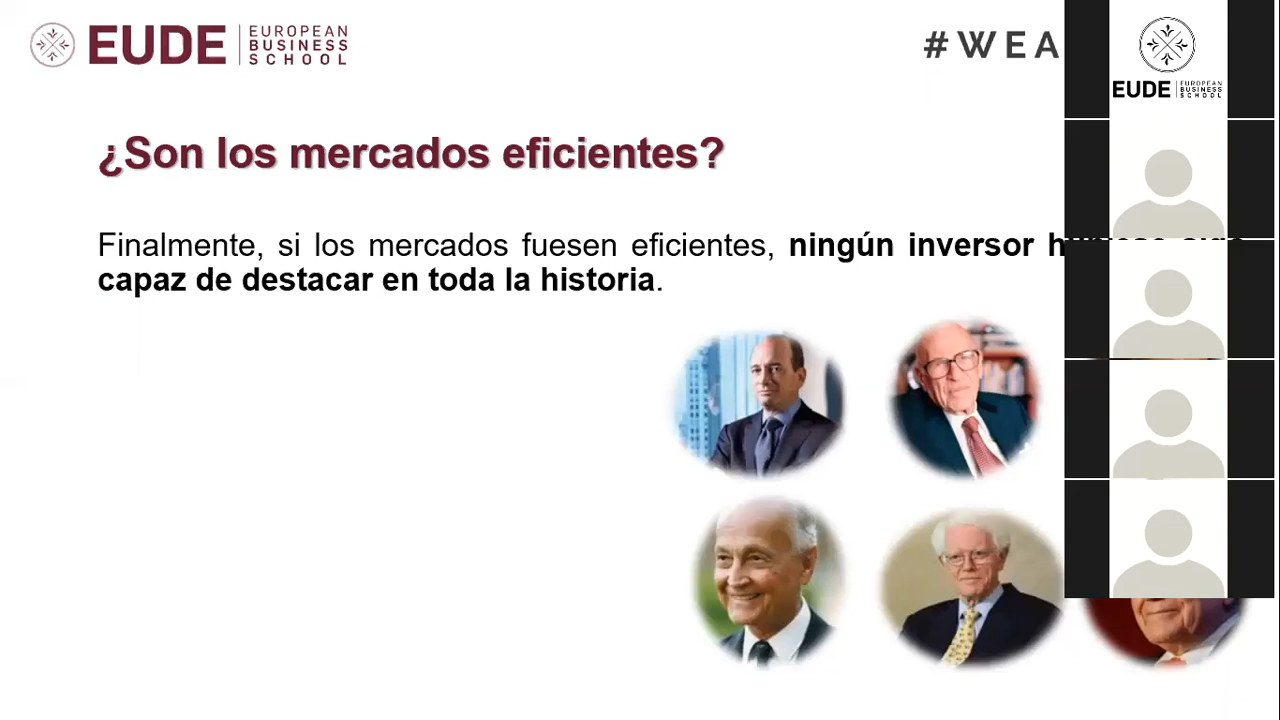 EUDE EUROPEAN
BUSINESS
SCHOOL
#WEA
EUDE EUROPEAN
BUSINESS
SCHOOL
¿Son los mercados eficientes?
Finalmente, si los mercados fuesen eficientes, ningún inversor
capaz de destacar en toda la historia.